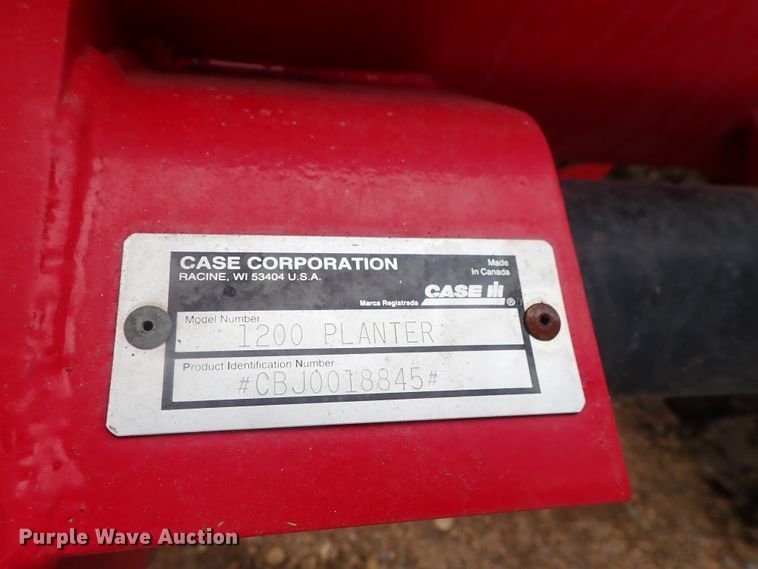 CASE CORPORATION
RACINE, WI 53404 U.S.A.
Made
In Canada
Marca Registrada
CASE IH ®
Model Number
1200 PLANTER
Product Identification Number
#CBJ0018845#
Purple Wave Auction